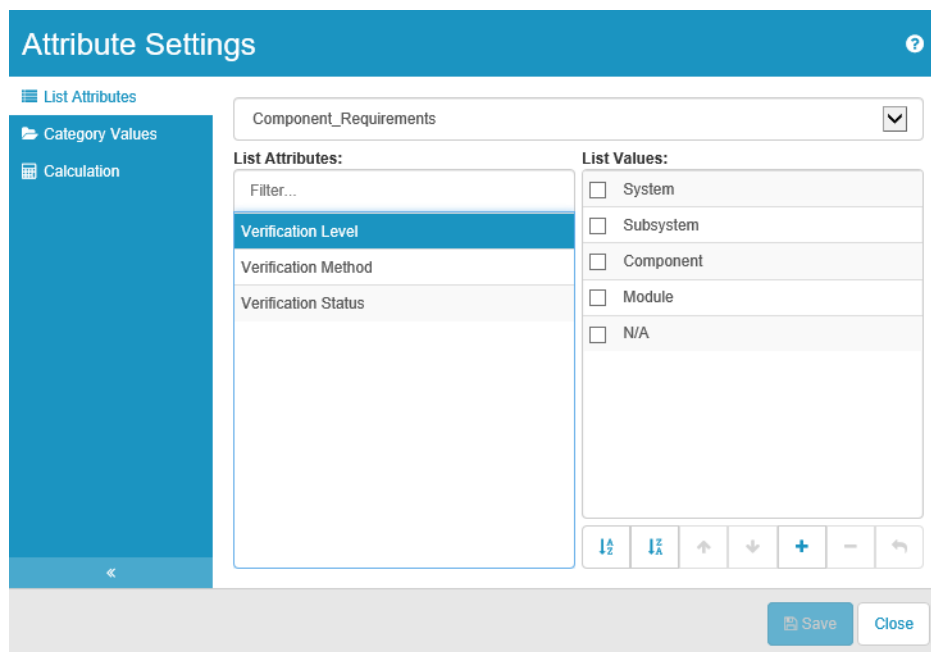 Attribute Settings
List Attributes
Category Values
Calculation
Component_Requirements
List Attributes:
Filter...
Verification Level
Verification Method
Verification Status
List Values:
System
Subsystem
Component
Module
N/A
Save
Close